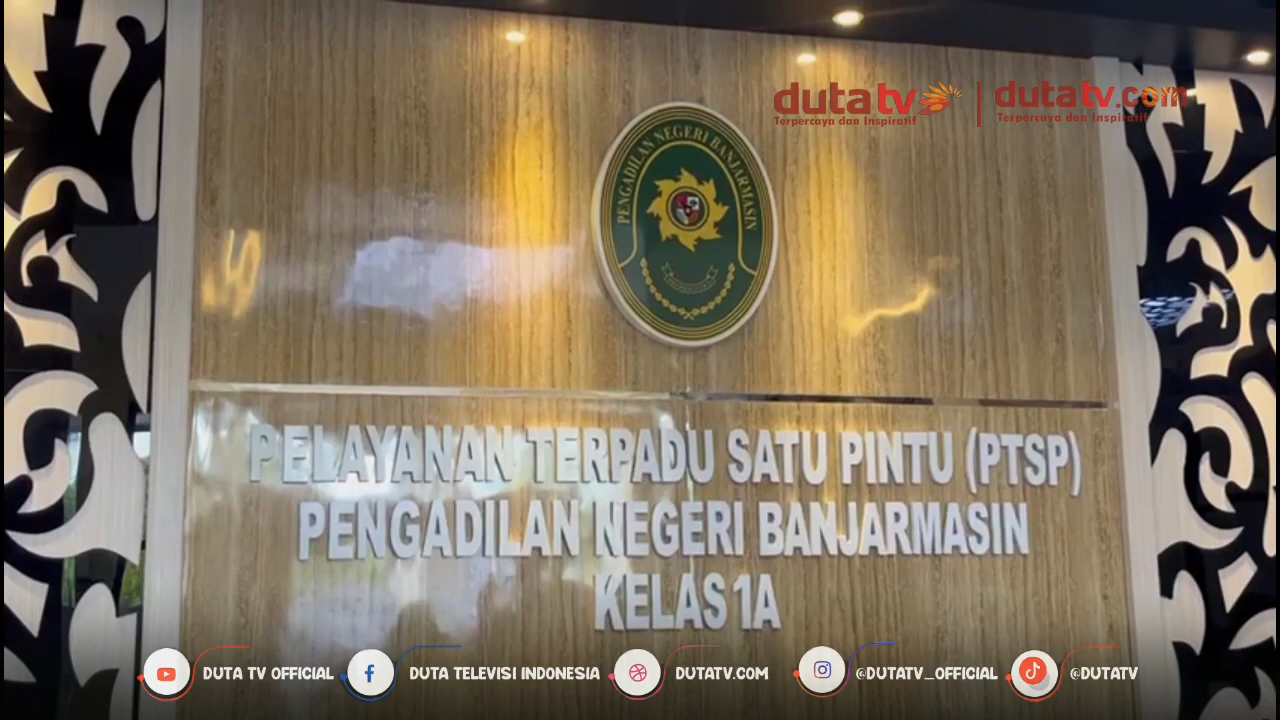 dutatv
Terpercaya dan Inspiratif
dutatv.com
Terpercaya dan Inspiratif
PENGADILAN NEGERI BANJARMASIN
PELAYANAN TERPADU SATU PINTU (PTSP)
PENGADILAN NEGERI BANJARMASIN
KELAS 1A
DUTA TV OFFICIAL
DUTA TELEVISI INDONESIA
DUTATV.COM
@DUTATV_OFFICIAL
@DUTATV